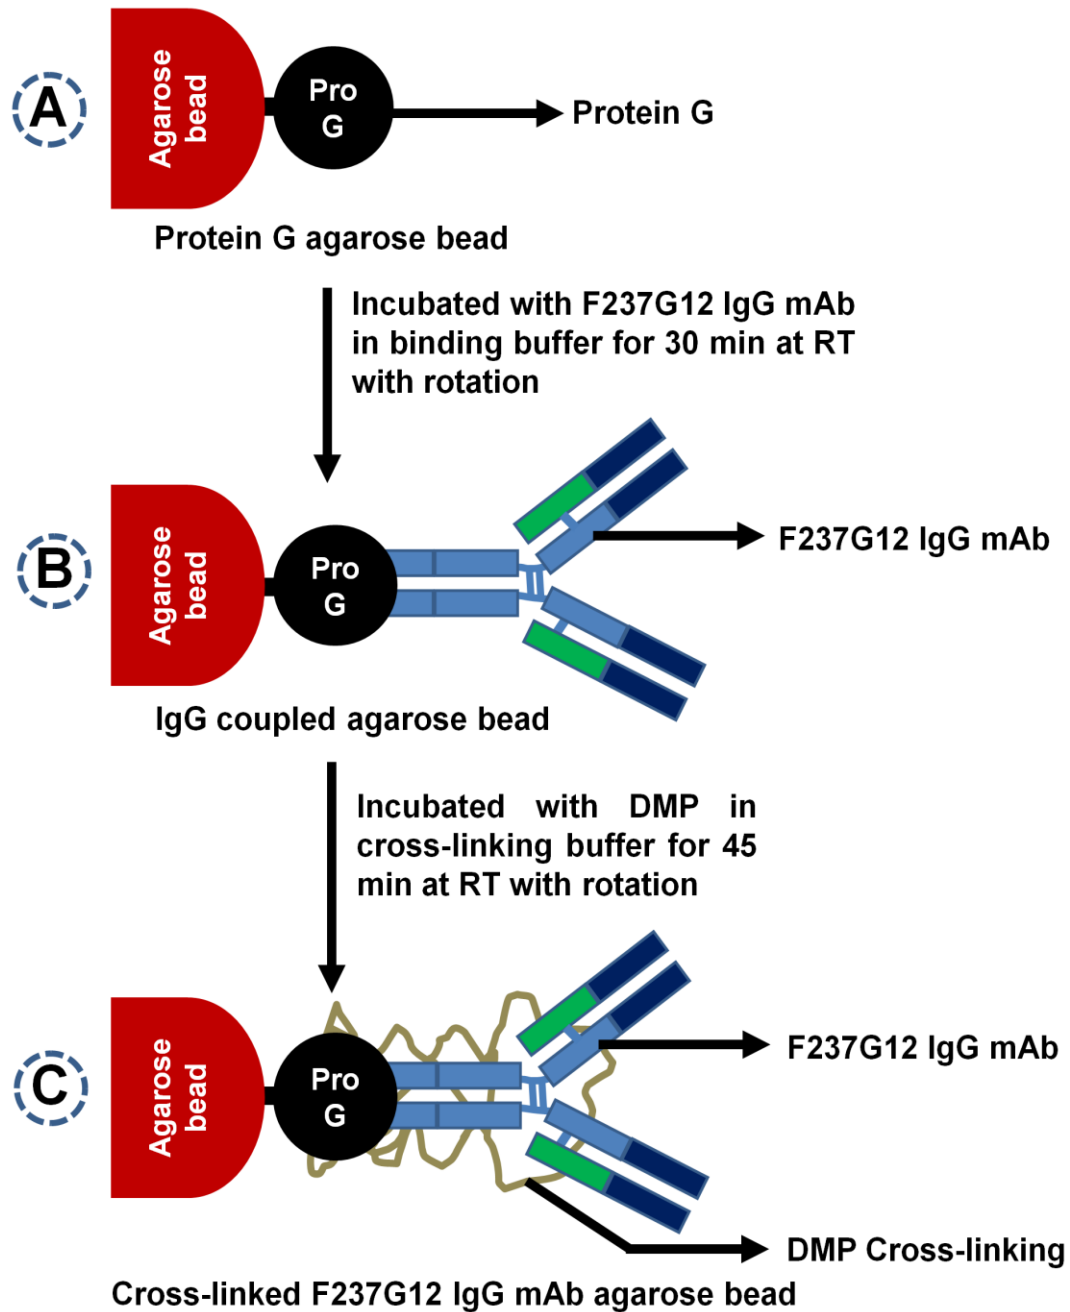 A
Agarose
bead
Pro
G
Protein G
Protein G agarose bead
Incubated with F237G12 IgG mAb
in binding buffer for 30 min at RT
with rotation
B
Agarose
bead
Pro
G
F237G12 IgG mAb
IgG coupled agarose bead
Incubated with DMP in
cross-linking buffer for 45
min at RT with rotation
C
Agarose
bead
Pro
G
F237G12 IgG mAb
DMP Cross-linking
Cross-linked F237G12 IgG mAb agarose bead